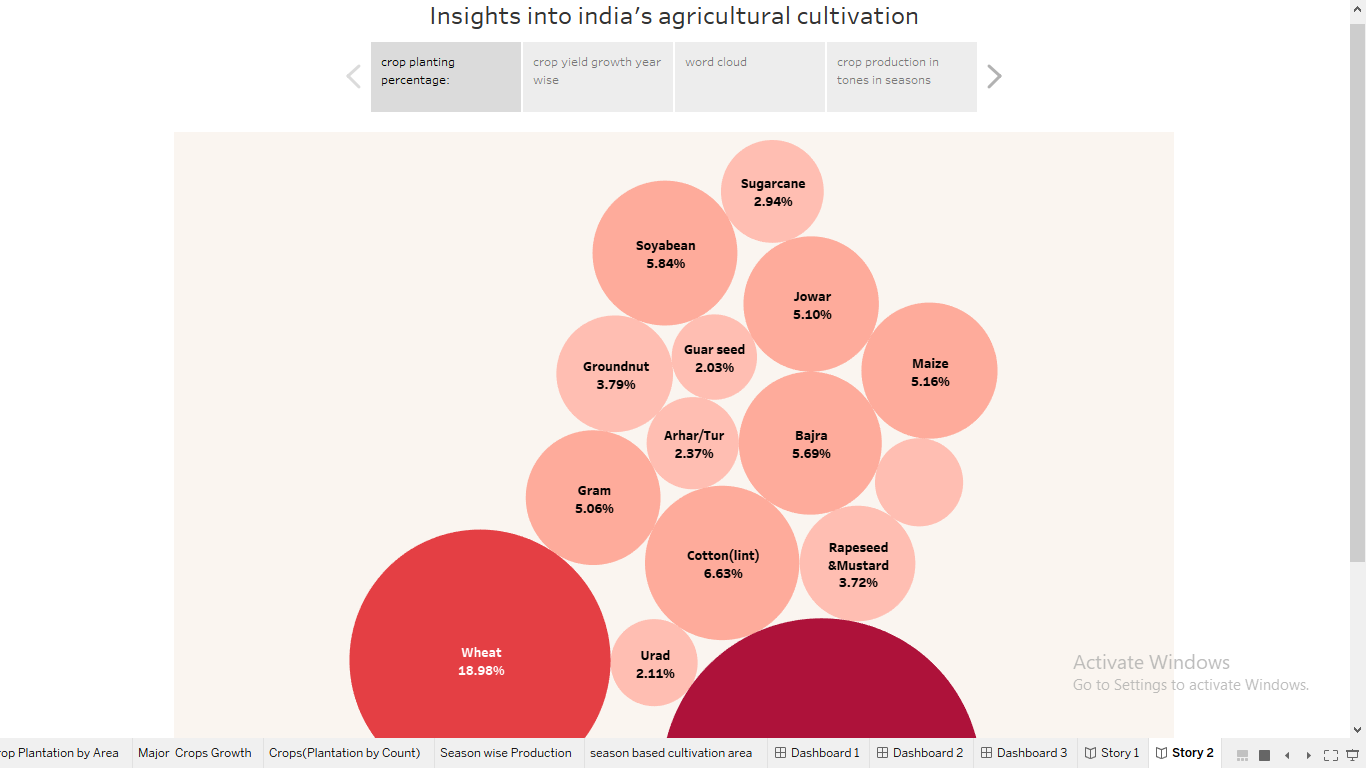 Insights into india's agricultural cultivation
crop planting
percentage:
crop yield growth year
wise
word cloud
crop production in
tones in seasons
Sugarcane
2.94%
Soyabean
5.84%
Jowar
5.10%
Guar seed
2.03%
Maize
5.16%
Groundnut
3.79%
Arhar/Tur
2.37%
Bajra
5.69%
Gram
5.06%
Cotton(lint)
6.63%
Rapeseed
&Mustard
3.72%
Wheat
18.98%
Urad
2.11%
Activate Windows
Go to Settings to activate Windows.
rop Plantation by Area
Major Crops Growth
Crops(Plantation by Count)
Season wise Production
season based cultivation area
Dashboard 1
Dashboard 2
Dashboard 3
Story 1
Story 2